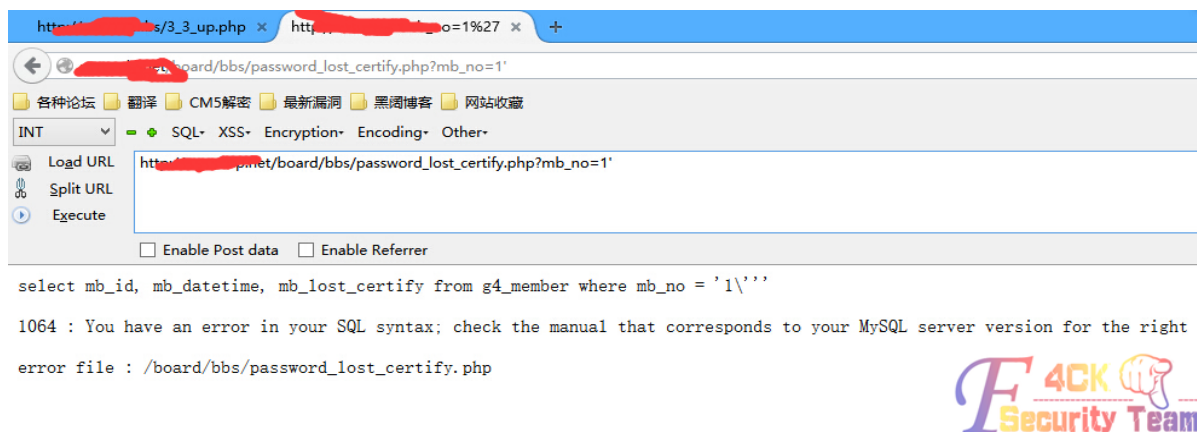 htt s/3_3_up.php × htt o=1%27 × +
et/board/bbs/password_lost_certify.php?mb_no=1'
各种论坛 翻译 CM5解密 最新漏洞 黑阔博客 网站收藏
INT SQL- XSS- Encryption- Encoding- Other-
Load URL
Split URL
Execute
http net/board/bbs/password_lost_certify.php?mb_no=1'
Enable Post data Enable Referrer
select mb_id, mb_datetime, mb_lost_certify from g4_member where mb_no = '1\'''
1064 : You have an error in your SQL syntax; check the manual that corresponds to your MySQL server version for the right
error file : /board/bbs/password_lost_certify.php
F4CK
Security Team